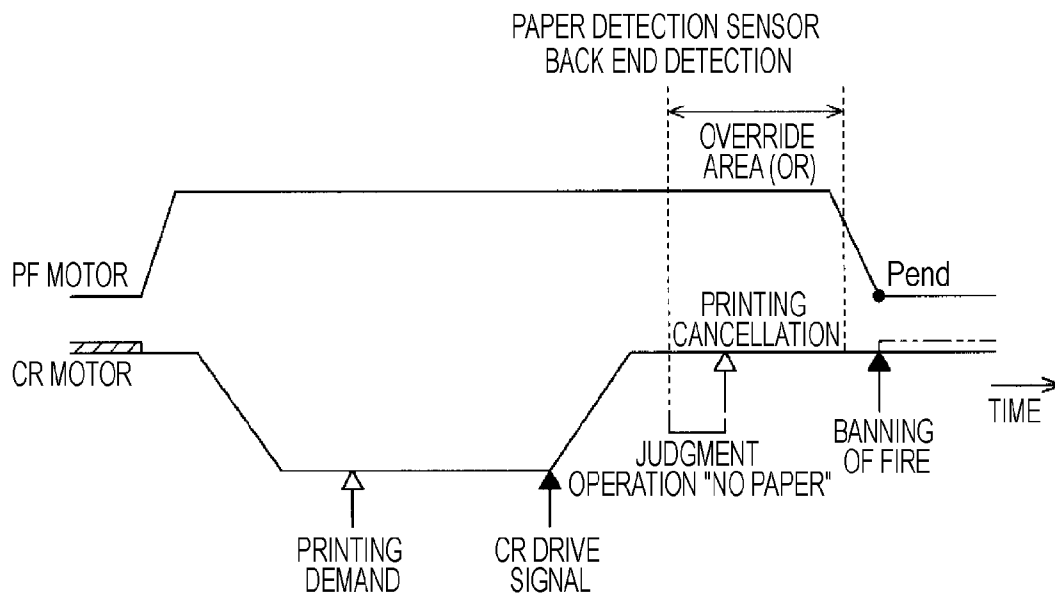 PAPER DETECTION SENSOR
BACK END DETECTION
OVERRIDE
AREA (OR)
PF MOTOR
Pend
PRINTING
CANCELLATION
CR MOTOR
TIME
JUDGMENT
OPERATION "NO PAPER"
BANNING
OF FIRE
PRINTING
DEMAND
CR DRIVE
SIGNAL